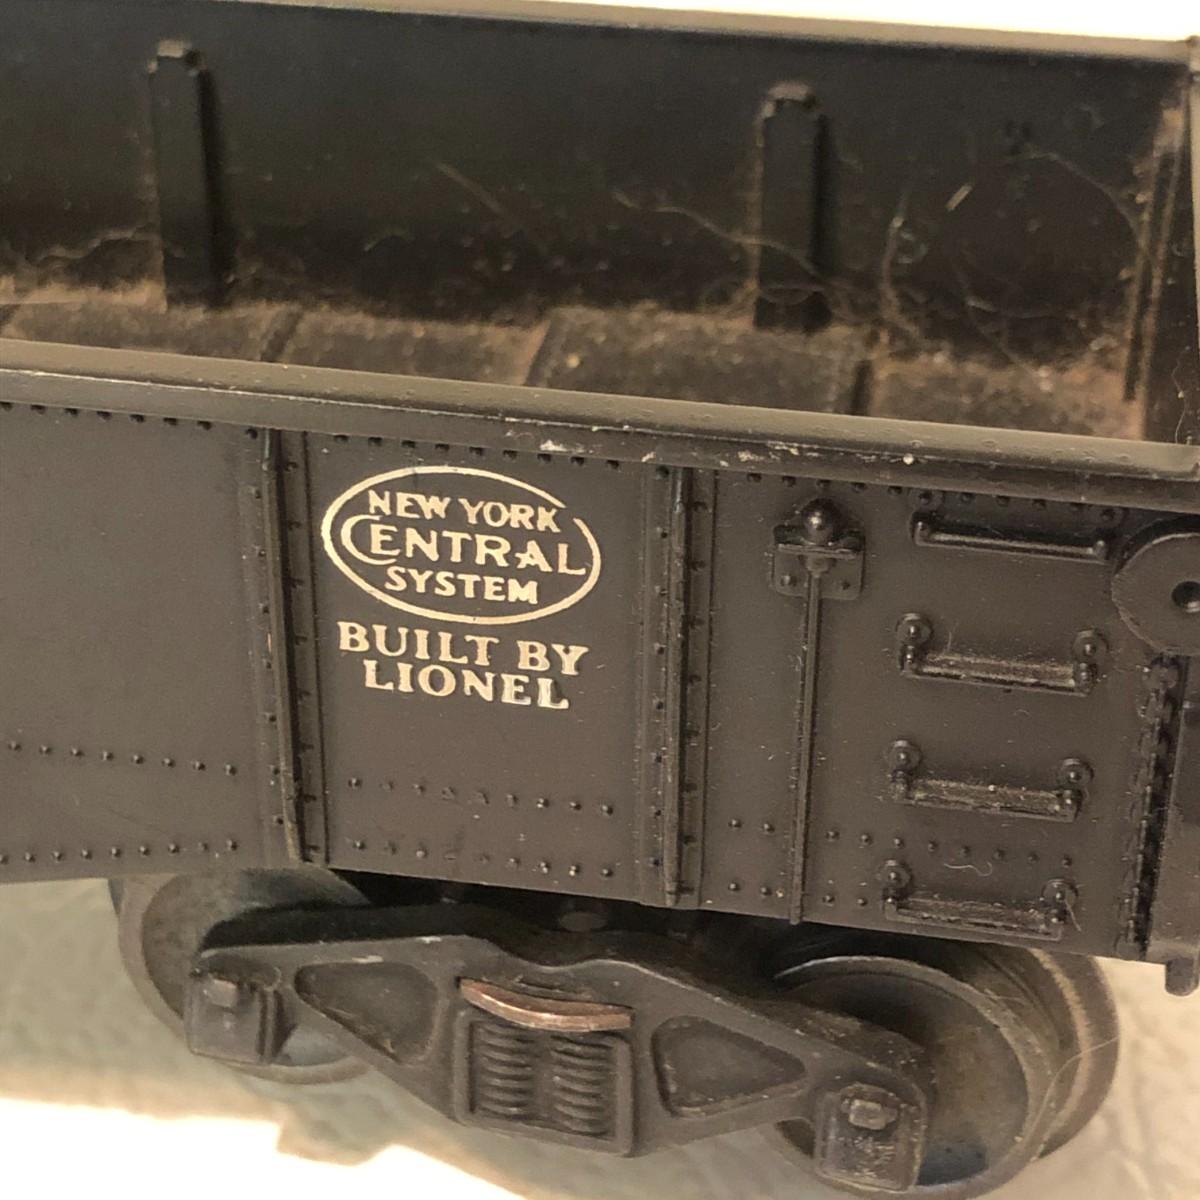 NEW YORK
CENTRAL
SYSTEM
BUILT BY
LIONEL